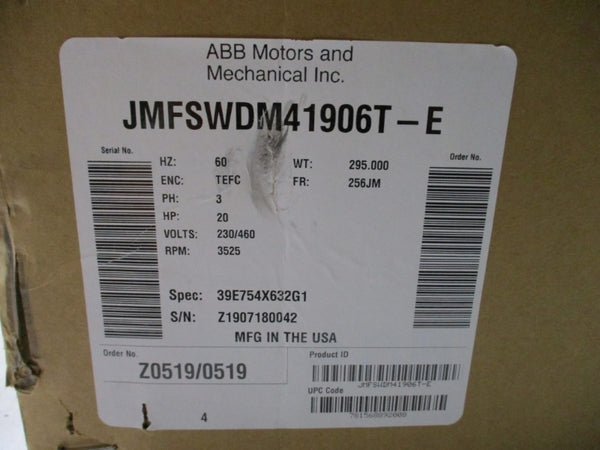 ABB Motors and
Mechanical Inc.
JMFSWDM41906T-E
Serial No.
Order No.
HZ: 60 WT: 295.000
ENC: TEFC FR: 256JM
PH: 3
HP: 20
VOLTS: 230/460
RPM: 3525
Spec: 39E754X632G1
S/N: Z1907180042
MFG IN THE USA
Order No.
Z0519/0519
Product ID
JMFSWDM41906T-E
UPC Code
4